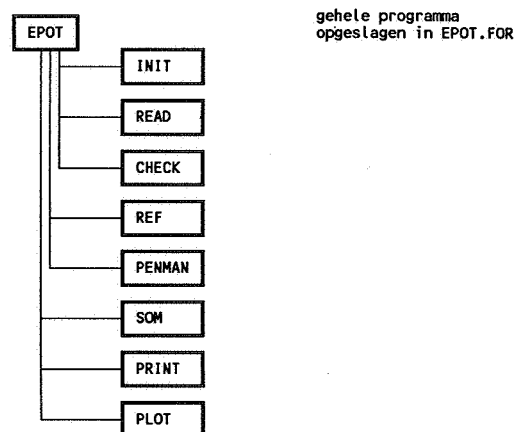 gehele programma
opgeslagen in EPOT.FOR
EPOT
INIT
READ
CHECK
REF
PENMAN
SOM
PRINT
PLOT